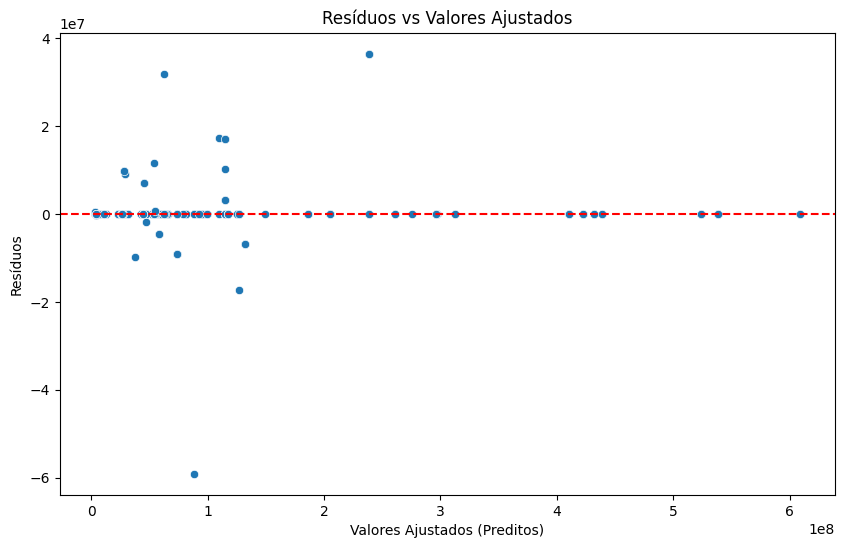 Resíduos vs Valores Ajustados
1e7
4
2
0
−2
−4
−6
Resíduos
0 1 2 3 4 5 6
1e8
Valores Ajustados (Preditos)